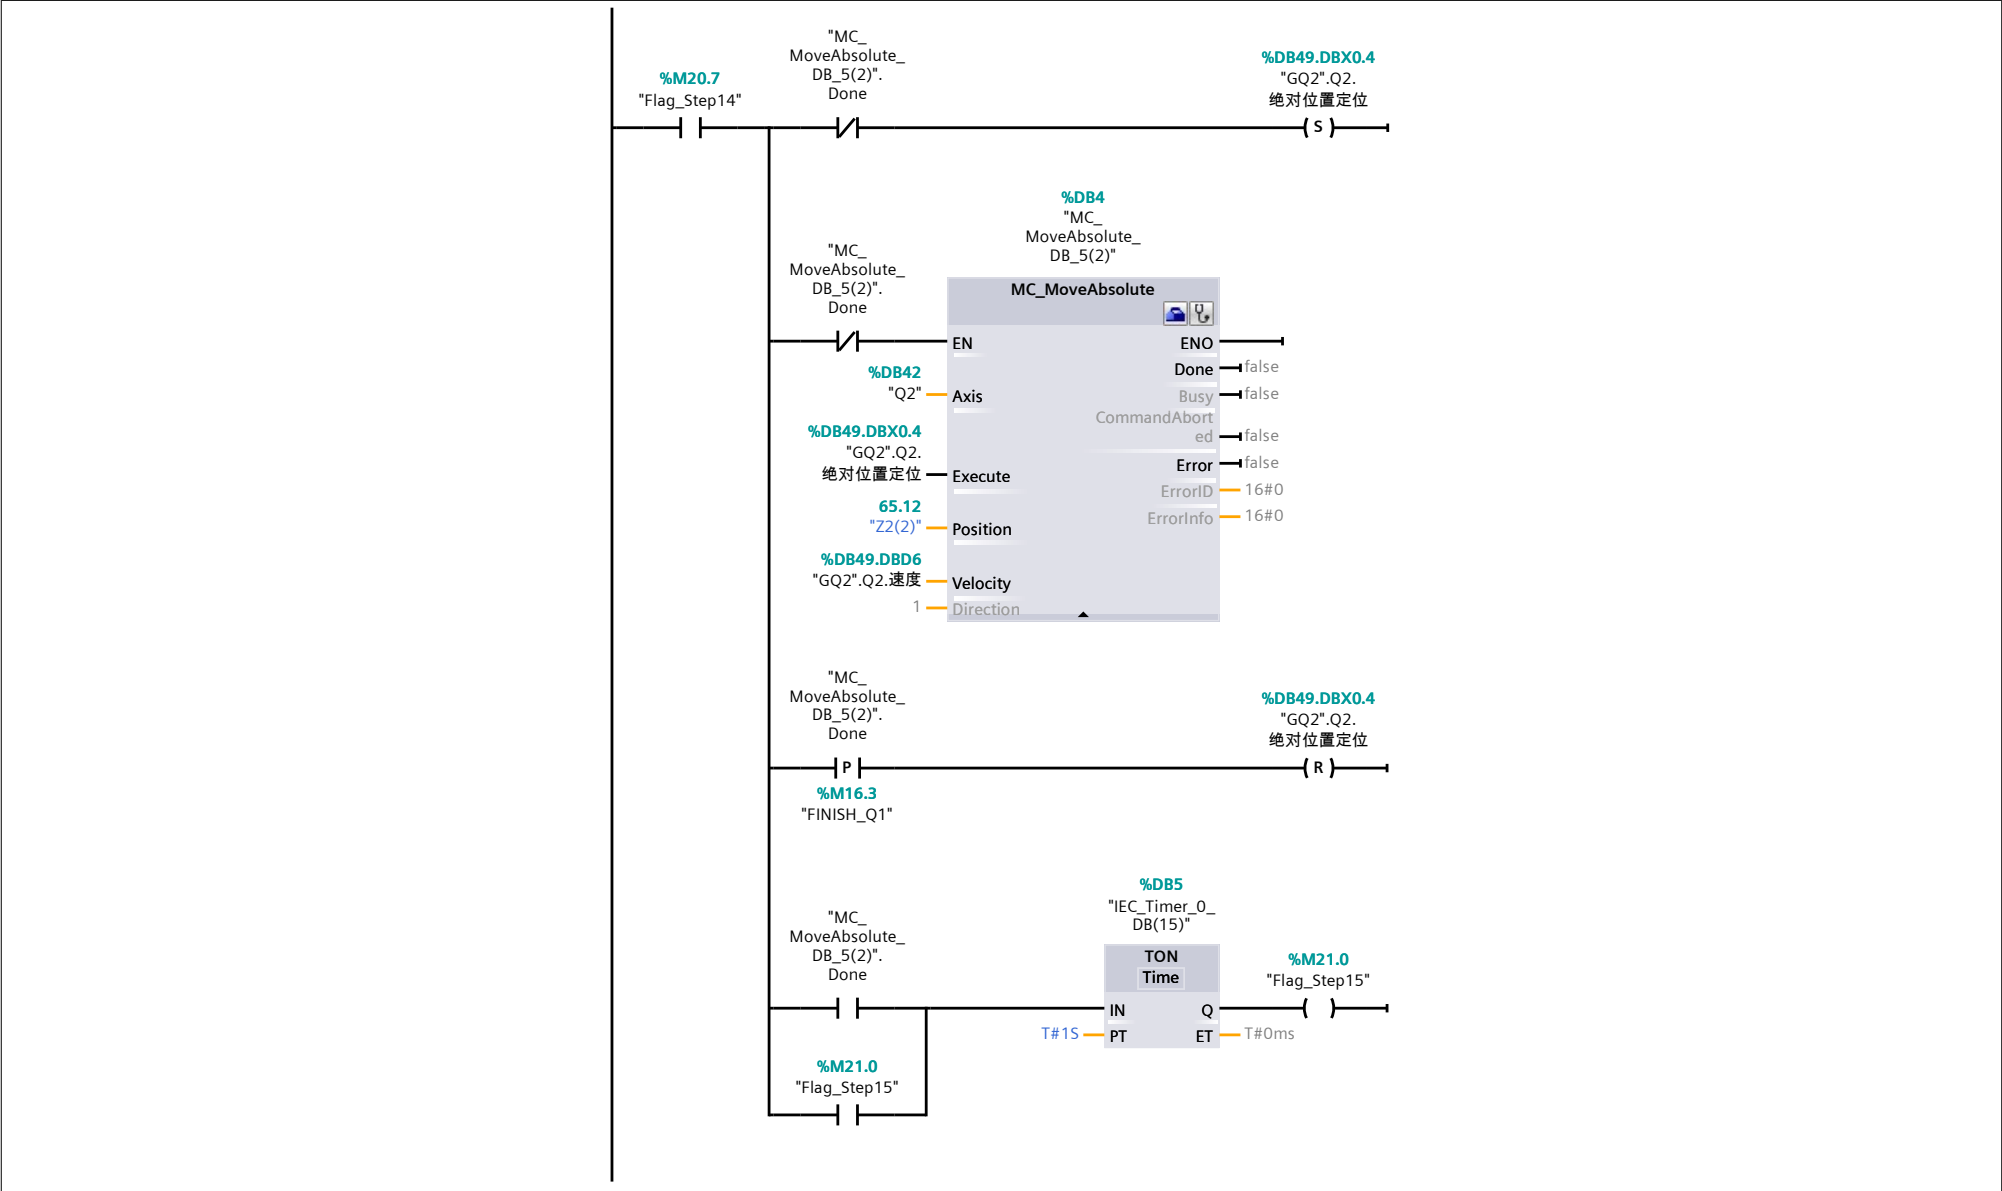 "MC_
MoveAbsolute_
DB_5(2)".
Done
%M20.7
"Flag_Step14"
%DB49.DBX0.4
"GQ2".Q2.
绝对位置定位
S
%DB4
"MC_
MoveAbsolute_
DB_5(2)"
"MC_
MoveAbsolute_
DB_5(2)".
Done
MC_MoveAbsolute
EN
ENO
Done
false
%DB42
"Q2"
Axis
Busy
false
CommandAbort
ed
false
%DB49.DBX0.4
"GQ2".Q2.
绝对位置定位
Execute
Error
false
ErrorID
16#0
65.12
"Z2(2)"
Position
ErrorInfo
16#0
%DB49.DBD6
"GQ2".Q2.速度
Velocity
1
Direction
"MC_
MoveAbsolute_
DB_5(2)".
Done
P
%M16.3
"FINISH_Q1"
%DB49.DBX0.4
"GQ2".Q2.
绝对位置定位
R
"MC_
MoveAbsolute_
DB_5(2)".
Done
%DB5
"IEC_Timer_0_
DB(15)"
TON
Time
IN
Q
T#1S
PT
ET
T#0ms
%M21.0
"Flag_Step15"
%M21.0
"Flag_Step15"